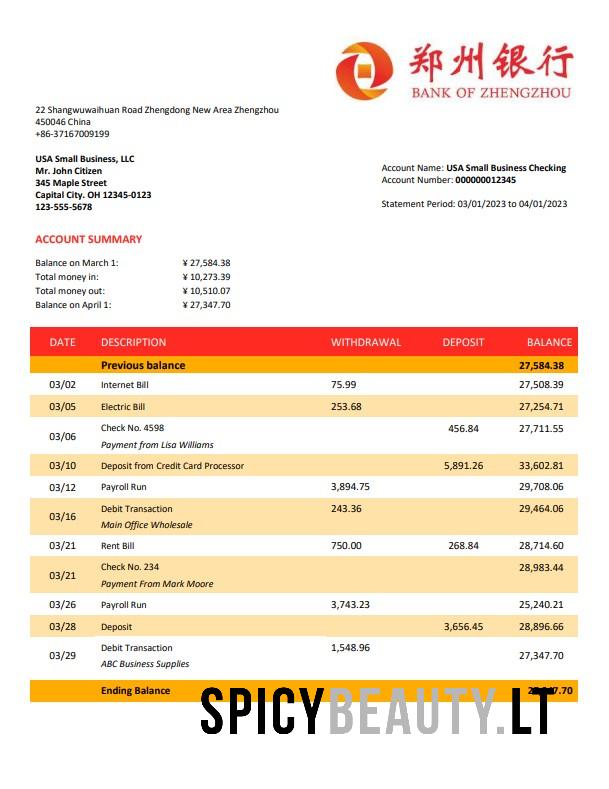 郑州银行
BANK OF ZHENGZHOU
22 Shangwuwaihuan Road Zhengdong New Area Zhengzhou
450046 China
+86-37167009199
USA Small Business, LLC
Mr. John Citizen
345 Maple Street
Capital City. OH 12345-0123
123-555-5678
Account Name: USA Small Business Checking
Account Number: 000000012345
Statement Period: 03/01/2023 to 04/01/2023
ACCOUNT SUMMARY
Balance on March 1: ¥ 27,584.38
Total money in: ¥ 10,273.39
Total money out: ¥ 10,510.07
Balance on April 1: ¥ 27,347.70
DATE DESCRIPTION WITHDRAWAL DEPOSIT BALANCE
Previous balance 27,584.38
03/02 Internet Bill 75.99 27,508.39
03/05 Electric Bill 253.68 27,254.71
03/06 Check No. 4598 456.84 27,711.55
Payment from Lisa Williams
03/10 Deposit from Credit Card Processor 5,891.26 33,602.81
03/12 Payroll Run 3,894.75 29,708.06
03/16 Debit Transaction 243.36 29,464.06
Main Office Wholesale
03/21 Rent Bill 750.00 268.84 28,714.60
03/21 Check No. 234 28,983.44
Payment From Mark Moore
03/26 Payroll Run 3,743.23 25,240.21
03/28 Deposit 3,656.45 28,896.66
03/29 Debit Transaction 1,548.96 27,347.70
ABC Business Supplies
Ending Balance
SPICYBEAUTY.LT